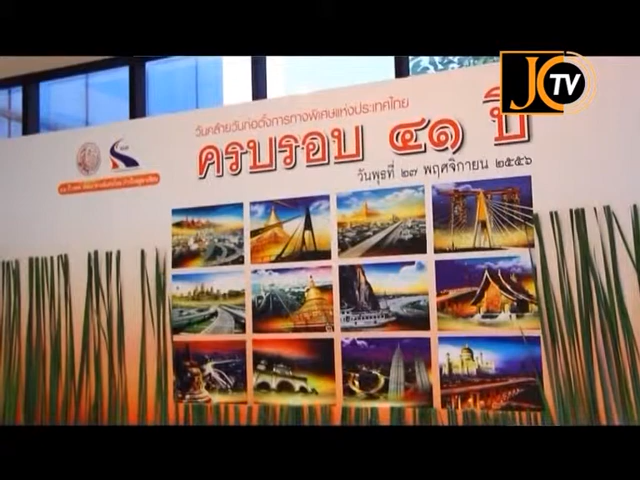 JCTV
วันคล้ายวันก่อตั้งการทางพิเศษแห่งประเทศไทย
ครบรอบ ๔๑ ปี
วันพุธที่ ๒๗ พฤศจิกายน ๒๕๕๖